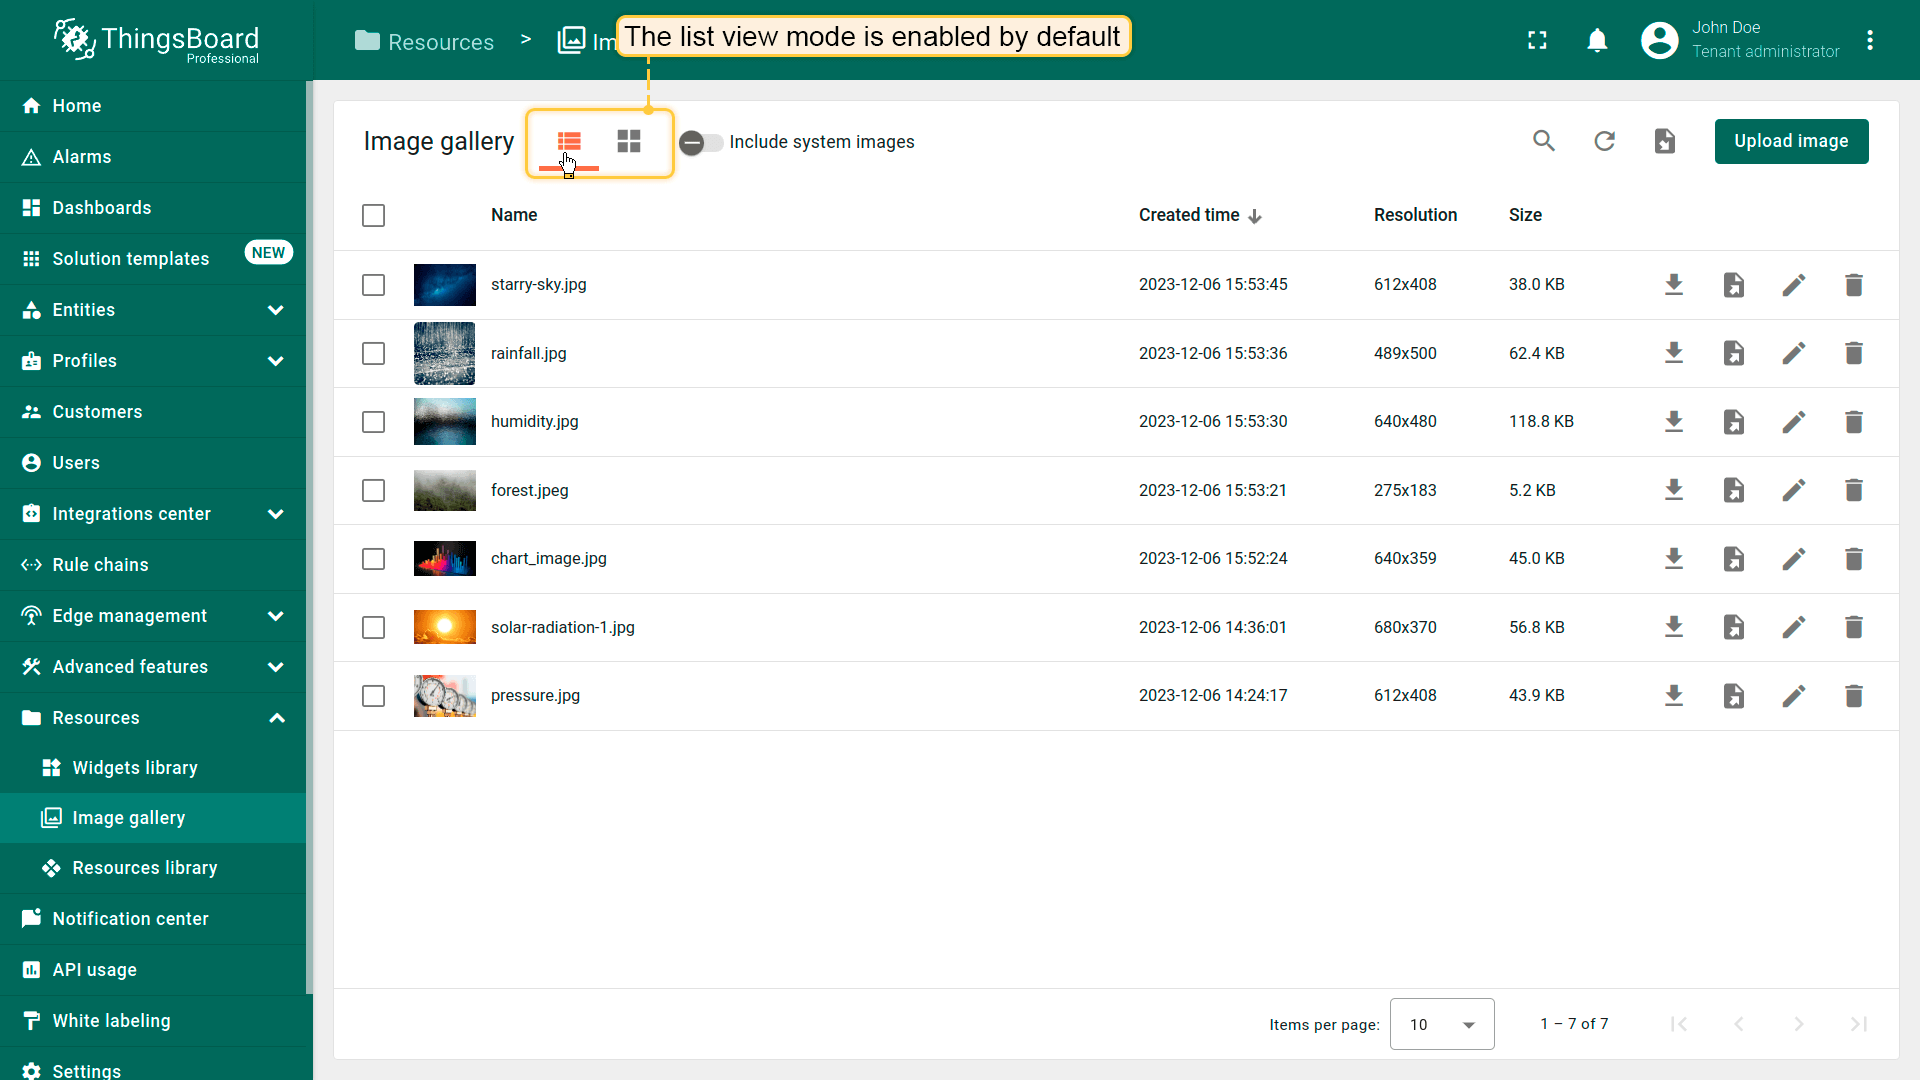 ThingsBoard
Professional
Resources > Im
The list view mode is enabled by default
John Doe
Tenant administrator
Home
Alarms
Dashboards
Solution templates NEW
Entities
Profiles
Customers
Users
Integrations center
Rule chains
Edge management
Advanced features
Resources
Widgets library
Image gallery
Resources library
Notification center
API usage
White labeling
Settings
Image gallery Include system images Upload image
Name Created time Resolution Size
starry-sky.jpg 2023-12-06 15:53:45 612x408 38.0 KB
rainfall.jpg 2023-12-06 15:53:36 489x500 62.4 KB
humidity.jpg 2023-12-06 15:53:30 640x480 118.8 KB
forest.jpeg 2023-12-06 15:53:21 275x183 5.2 KB
chart_image.jpg 2023-12-06 15:52:24 640x359 45.0 KB
solar-radiation-1.jpg 2023-12-06 14:36:01 680x370 56.8 KB
pressure.jpg 2023-12-06 14:24:17 612x408 43.9 KB
Items per page: 10 1 – 7 of 7